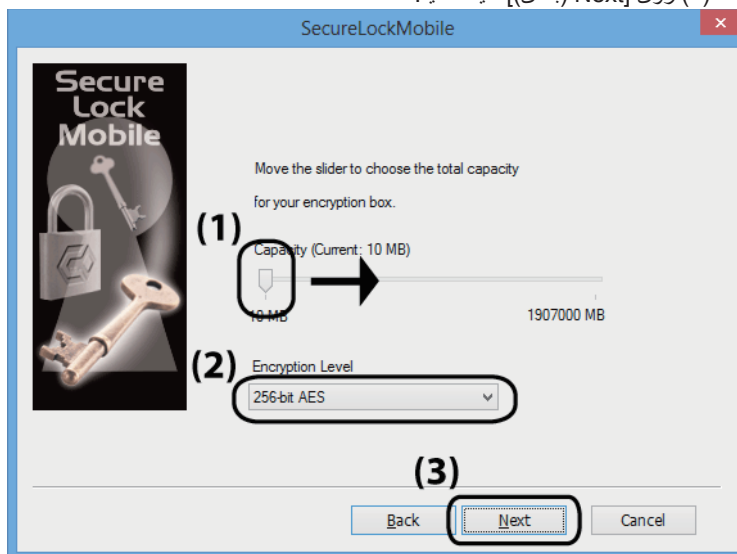 [Next
SecureLockMobile
Secure
Lock
Mobile
Move the slider to choose the total capacity
for your encryption box.
(1)
Capacity (Current: 10 MB)
10 MB 1907000 MB
(2) Encryption Level
256-bit AES
(3)
Back Next Cancel